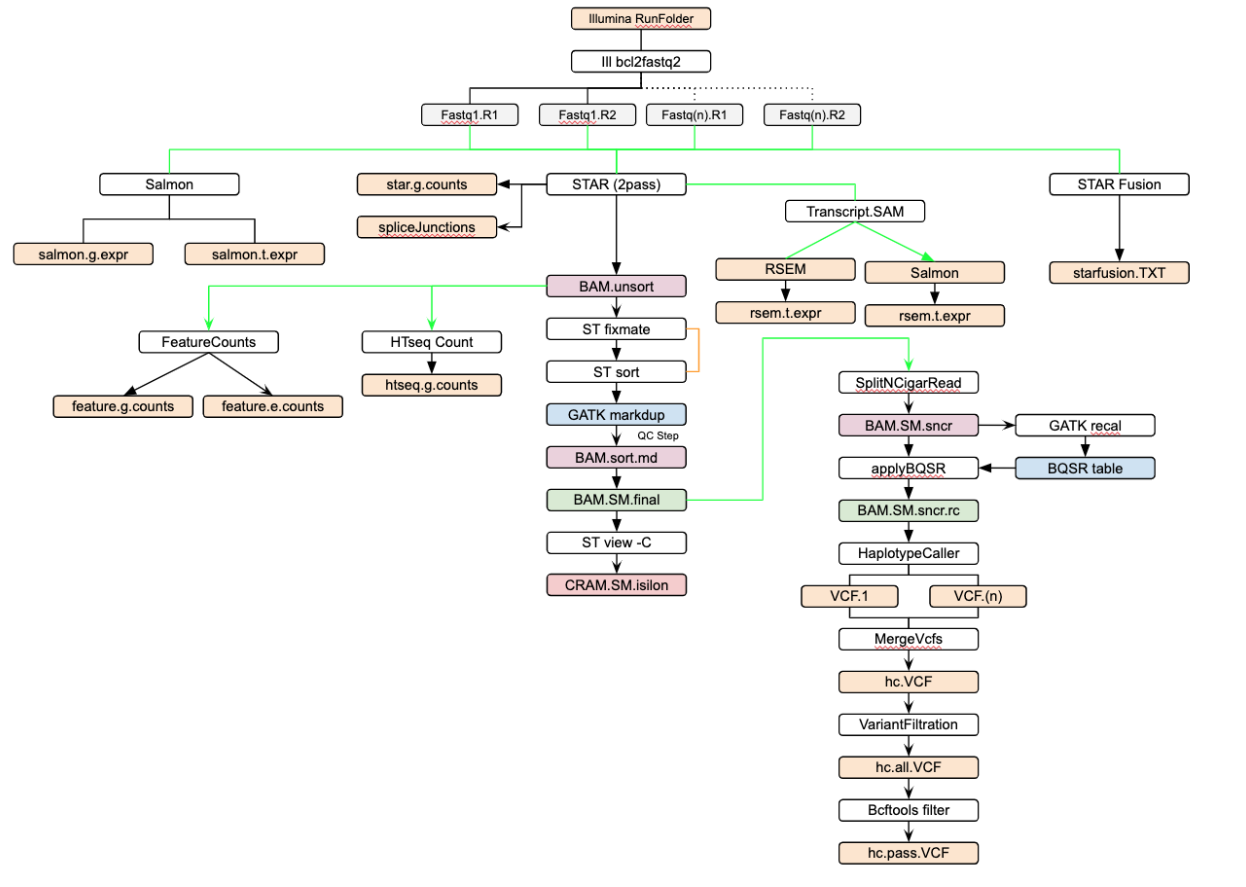 Illumina RunFolder
Ill bcl2fastq2
Fastq1.R1
Fastq1.R2
Fastq(n).R1
Fastq(n).R2
Salmon
star.g.counts
STAR (2pass)
STAR Fusion
spliceJunctions
Transcript.SAM
salmon.g.expr
salmon.t.expr
RSEM
Salmon
starfusion.TXT
BAM.unsort
rsem.t.expr
rsem.t.expr
ST fixmate
FeatureCounts
HTseq Count
ST sort
htseq.g.counts
SplitNCigarRead
feature.g.counts
feature.e.counts
GATK markdup
QC Step
BAM.SM.sncr
GATK recal
BAM.sort.md
applyBQSR
BQSR table
BAM.SM.final
BAM.SM.sncr.rc
ST view -C
HaplotypeCaller
CRAM.SM.isilon
VCF.1
VCF.(n)
MergeVcfs
hc.VCF
VariantFiltration
hc.all.VCF
Bcftools filter
hc.pass.VCF